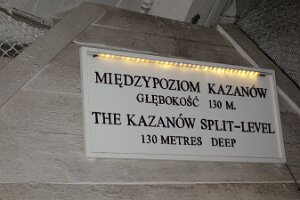 MIĘDZYPOZIOM KAZANÓW
GŁĘBOKOŚĆ 130 M.
THE KAZANÓW SPLIT-LEVEL
130 METRES DEEP